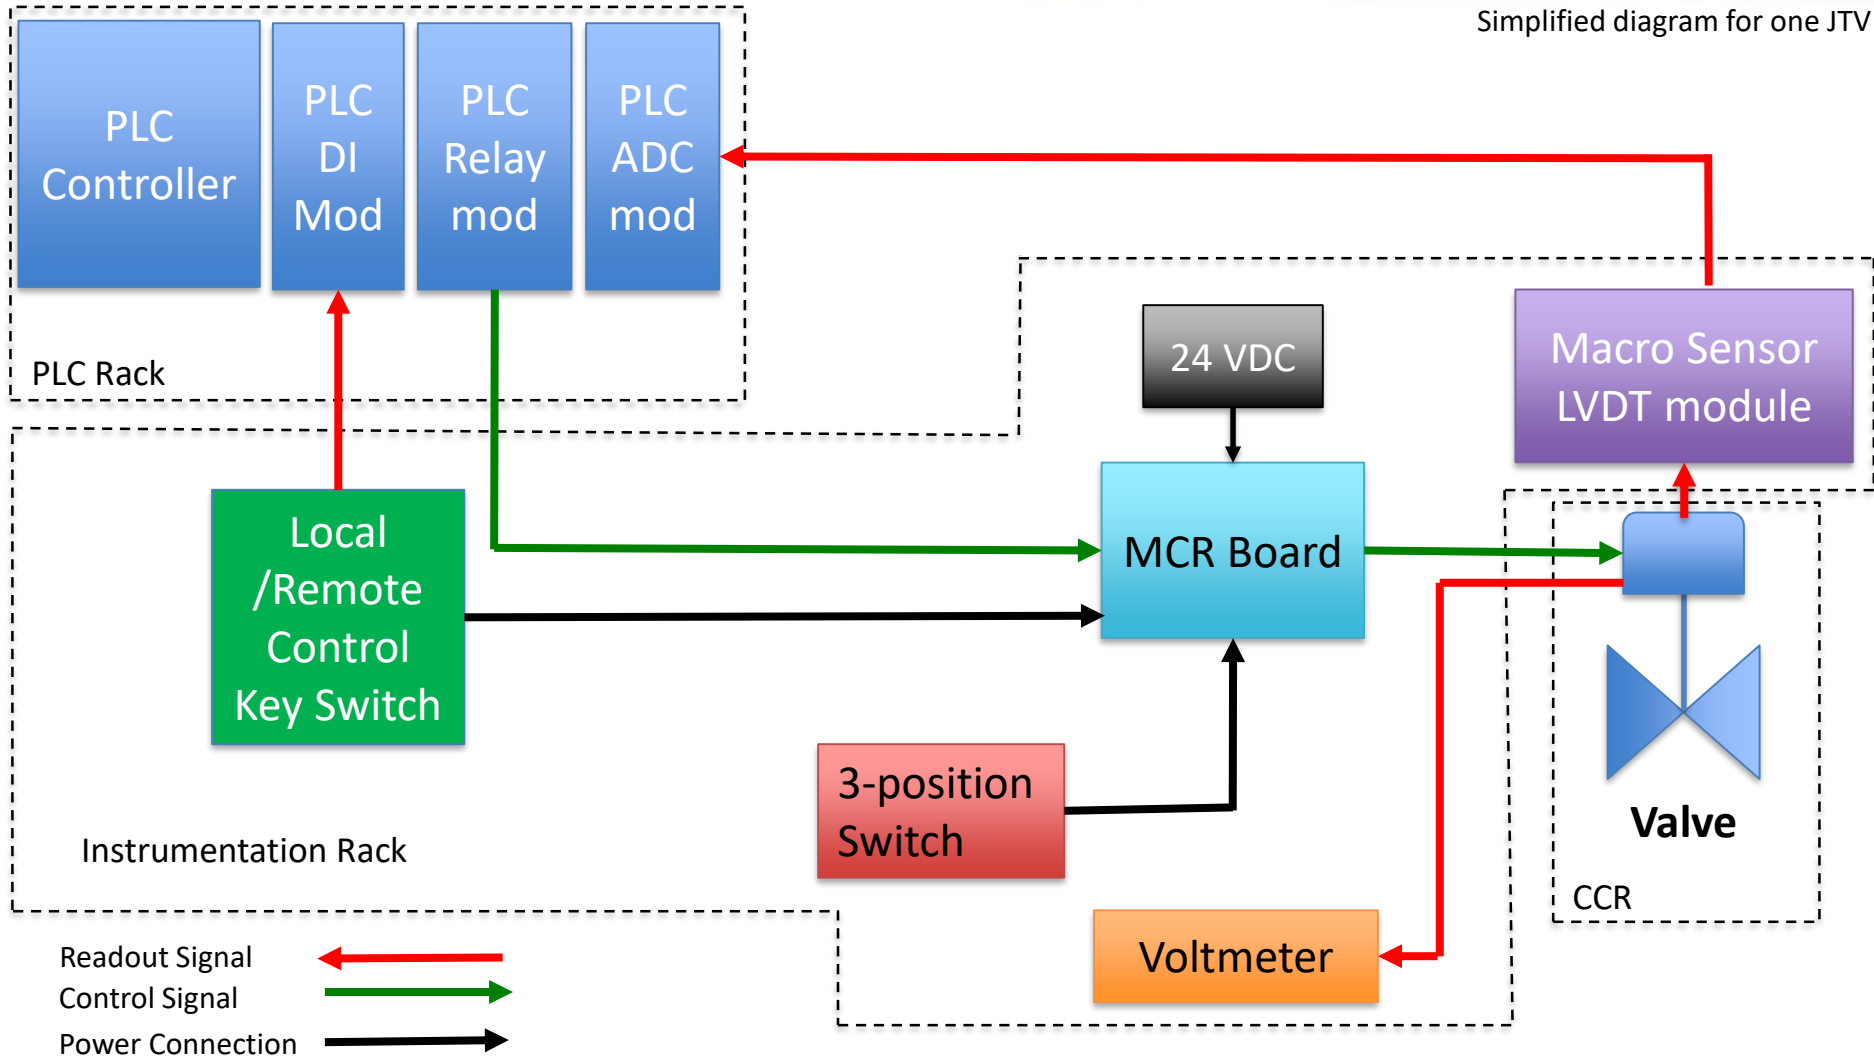 Simplified diagram for one JTV
PLC
Controller
PLC
DI
Mod
PLC
Relay
mod
PLC
ADC
mod
PLC Rack
24 VDC
Macro Sensor
LVDT module
MCR Board
Local
/Remote
Control
Key Switch
3-position
Switch
Valve
Instrumentation Rack
CCR
Voltmeter
Readout Signal
Control Signal
Power Connection